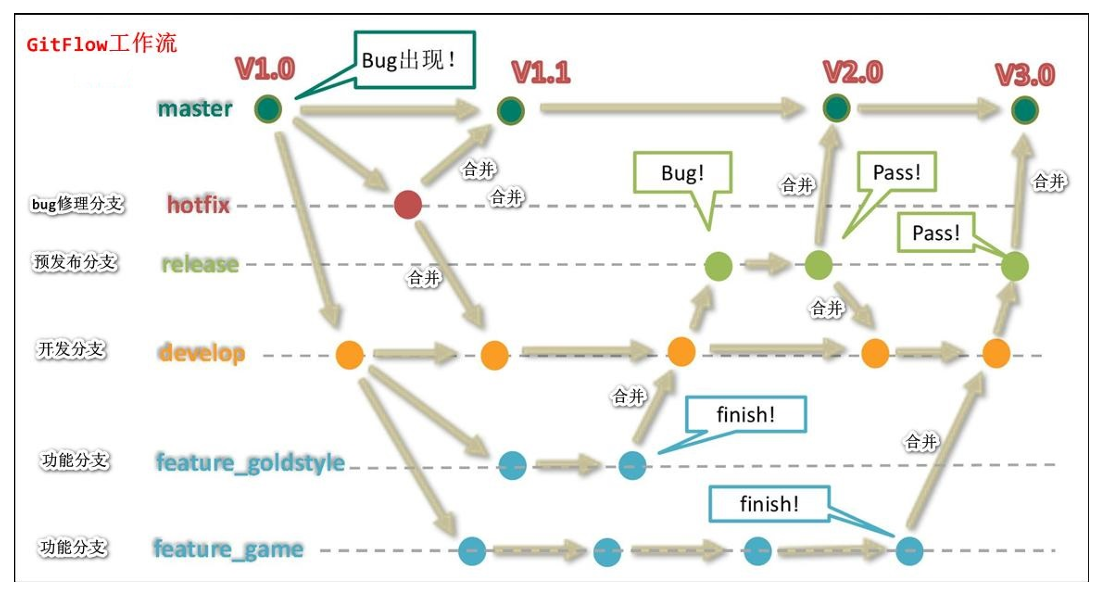 GitFlow工作流
Bug出现！
V1.0
V1.1
V2.0
V3.0
master
合并
Bug!
合并
Pass!
合并
bug修理分支
hotfix
合并
Pass!
预发布分支
release
合并
合并
开发分支
develop
合并
finish!
合并
功能分支
feature_goldstyle
finish!
功能分支
feature_game